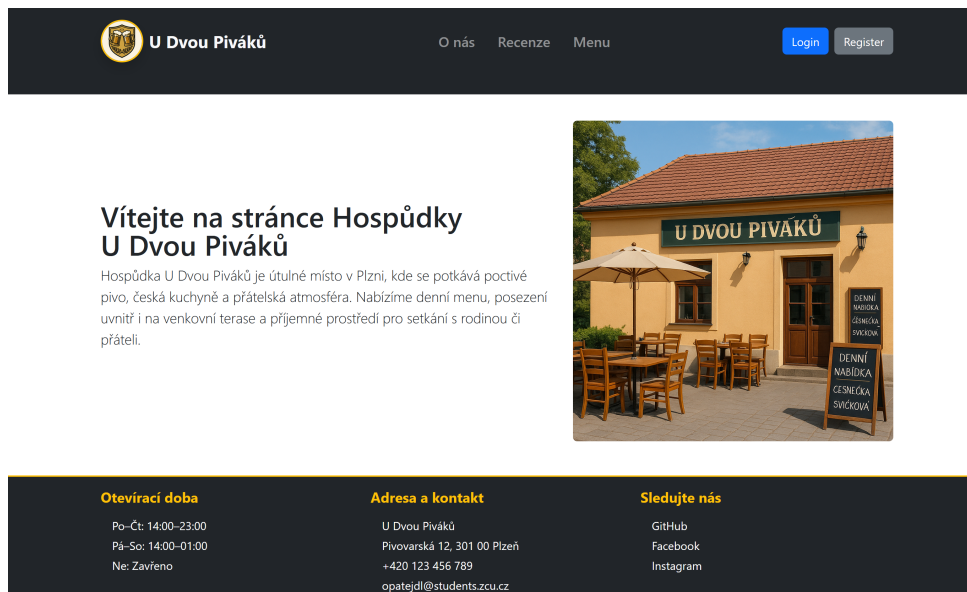 U Dvou Piváků
O nás
Recenze
Menu
Login
Register
Vítejte na stránce Hospůdky
U Dvou Piváků
Hospůdka U Dvou Piváků je útulné místo v Plzni, kde se potkává poctivé
pivo, česká kuchyně a přátelská atmosféra. Nabízíme denní menu, posezení
uvnitř i na venkovní terase a příjemné prostředí pro setkání s rodinou či
přáteli.
U DVOU PIVÁKŮ
DENNÍ
NABÍDKA
ČESNEČKA
SVIČKOVA
DENNÍ
NABÍDKA
ČESNEČKA
SVIČKOVÁ
Otevírací doba
Po–Čt: 14:00–23:00
Pá–So: 14:00–01:00
Ne: Zavřeno
Adresa a kontakt
U Dvou Piváků
Pivovarská 12, 301 00 Plzeň
+420 123 456 789
opatejdl@students.zcu.cz
Sledujte nás
GitHub
Facebook
Instagram